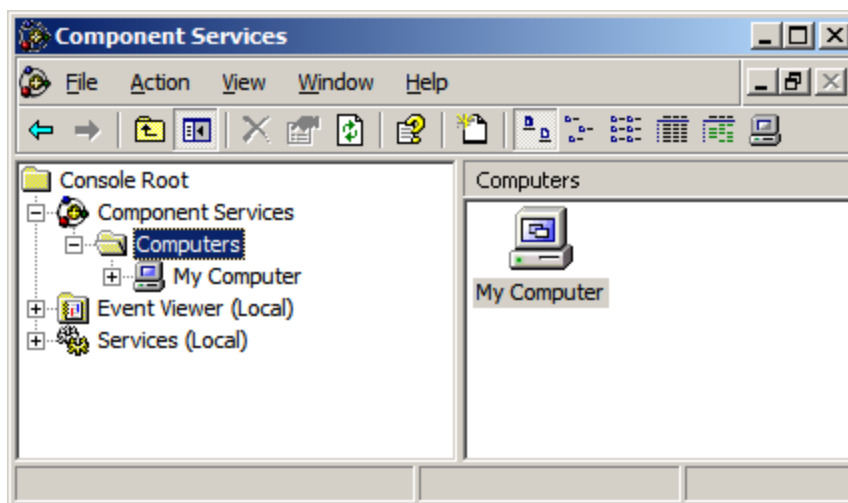 Component Services
File Action View Window Help
Console Root
Component Services
Computers
My Computer
Event Viewer (Local)
Services (Local)
Computers
My Computer